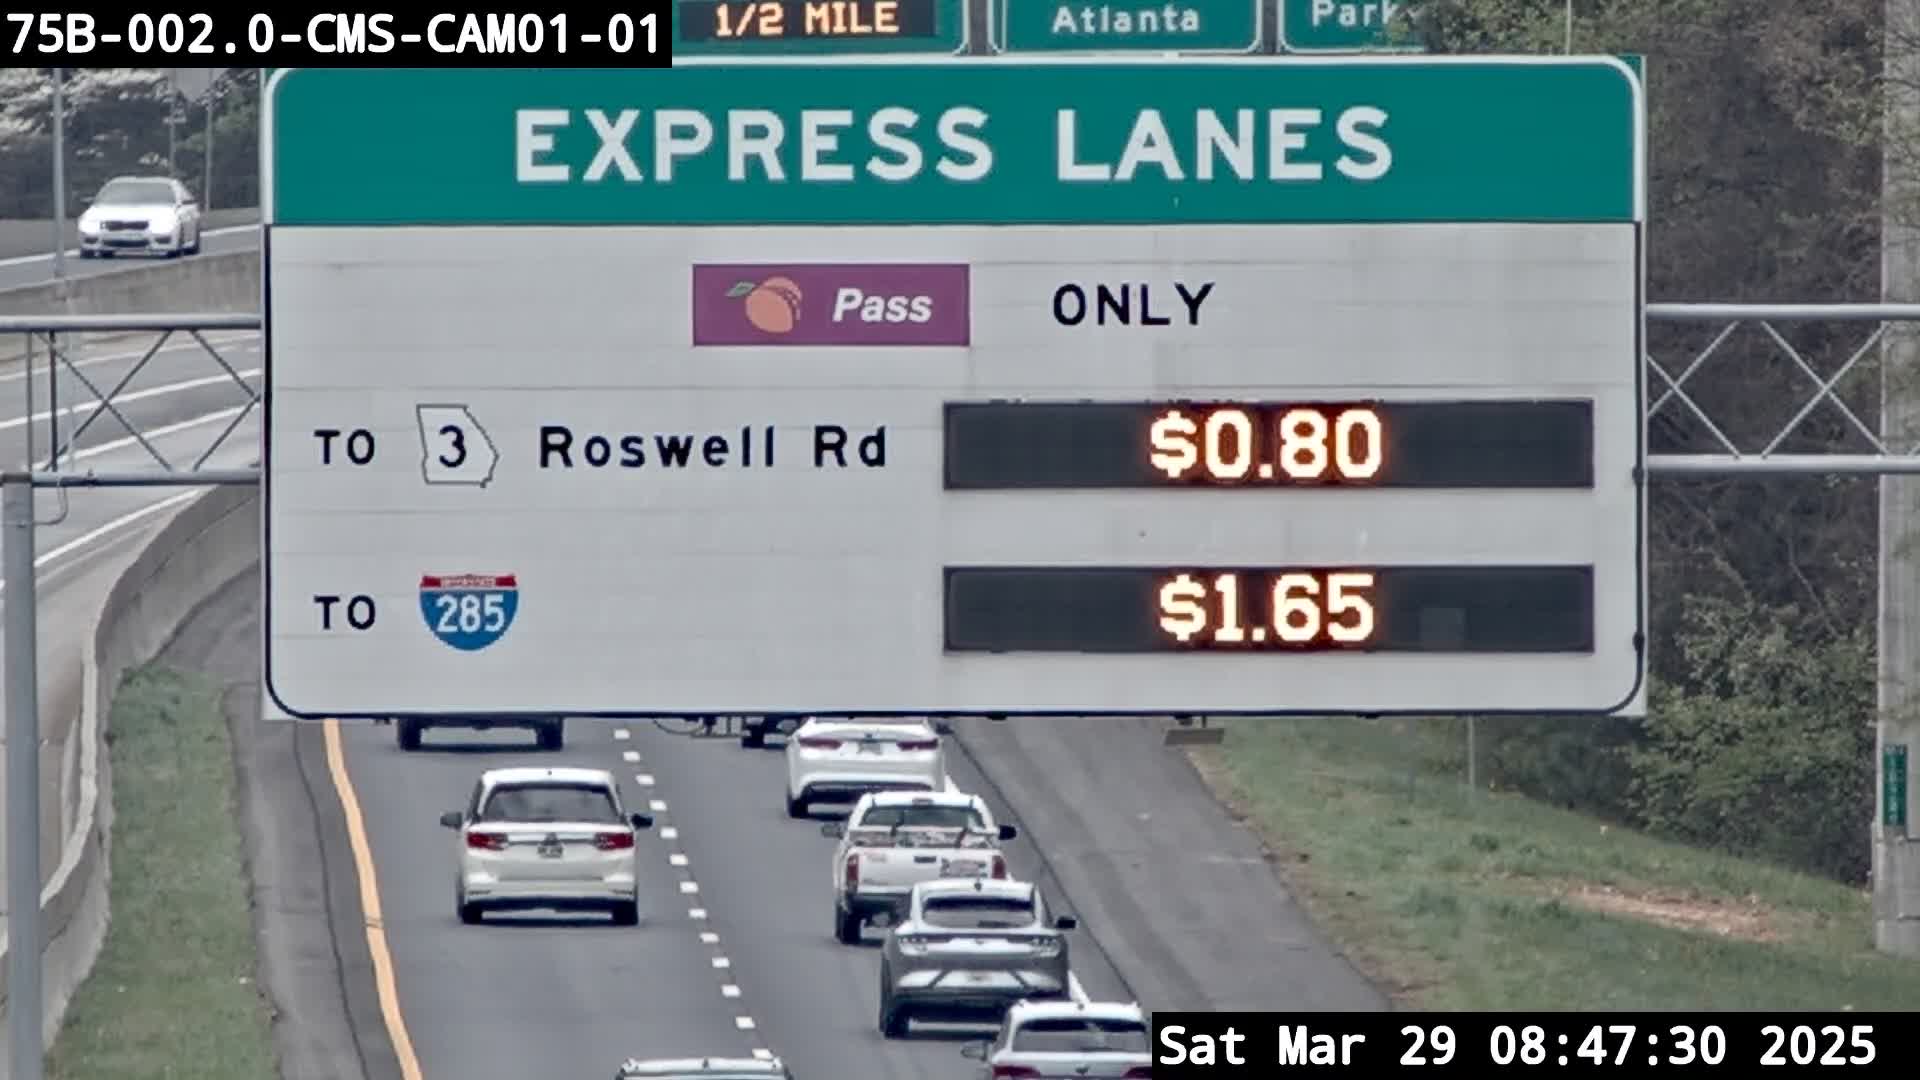 75B-002.0-CMS-CAM01-01
1/2 MILE
Atlanta
Park
EXPRESS LANES
Pass ONLY
TO 3 Roswell Rd $0.80
TO 285 $1.65
Sat Mar 29 08:47:30 2025